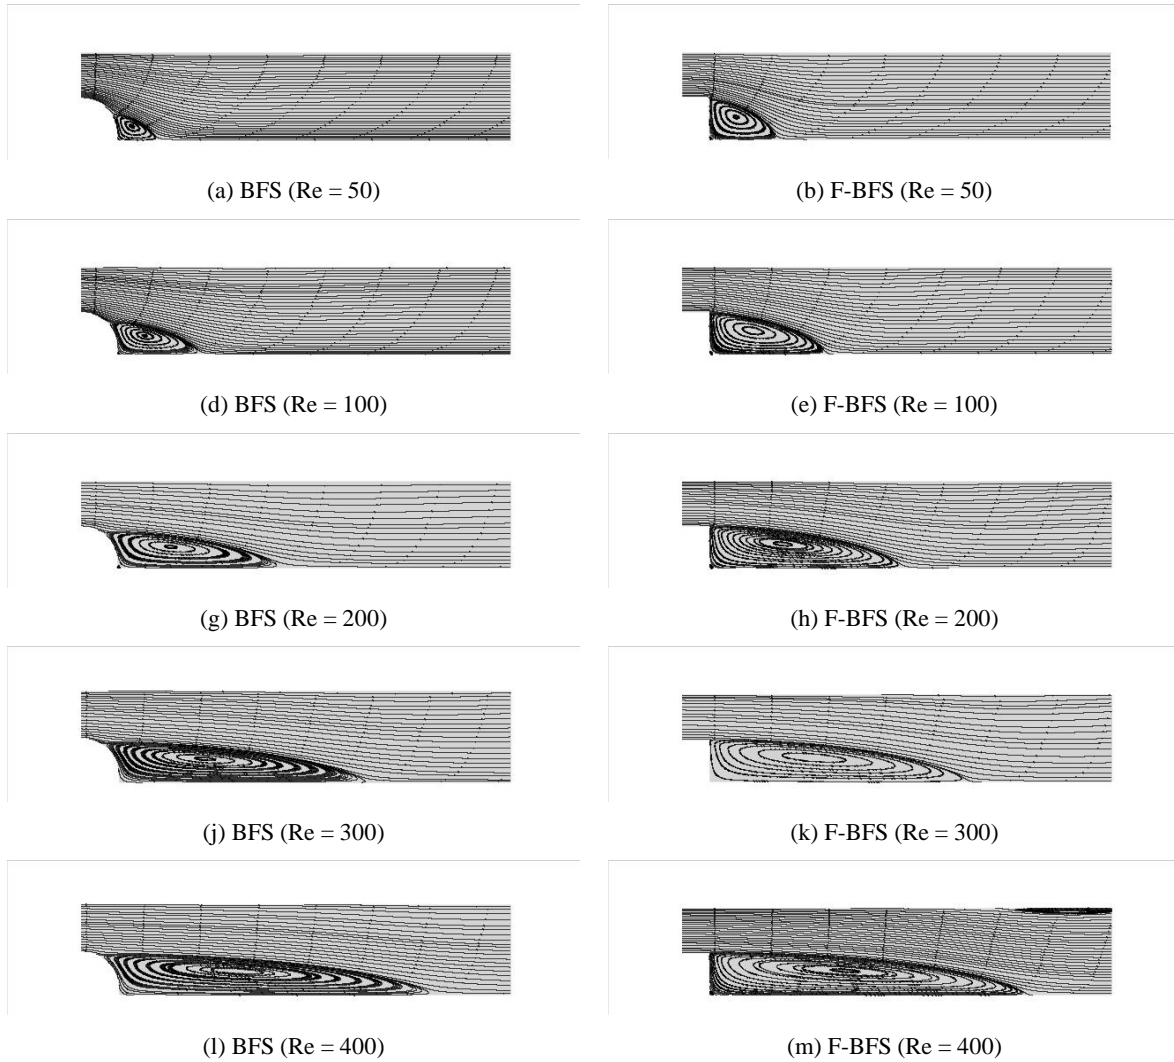 (a) BFS (Re = 50)
(b) F-BFS (Re = 50)
(d) BFS (Re = 100)
(e) F-BFS (Re = 100)
(g) BFS (Re = 200)
(h) F-BFS (Re = 200)
(j) BFS (Re = 300)
(k) F-BFS (Re = 300)
(l) BFS (Re = 400)
(m) F-BFS (Re = 400)